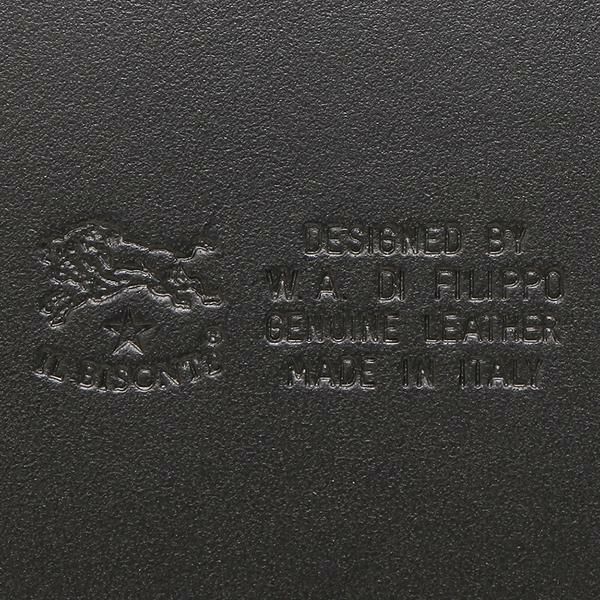 IL BISONTE®
DESIGNED BY
W. A. DI FILIPPO
GENUINE LEATHER
MADE IN ITALY